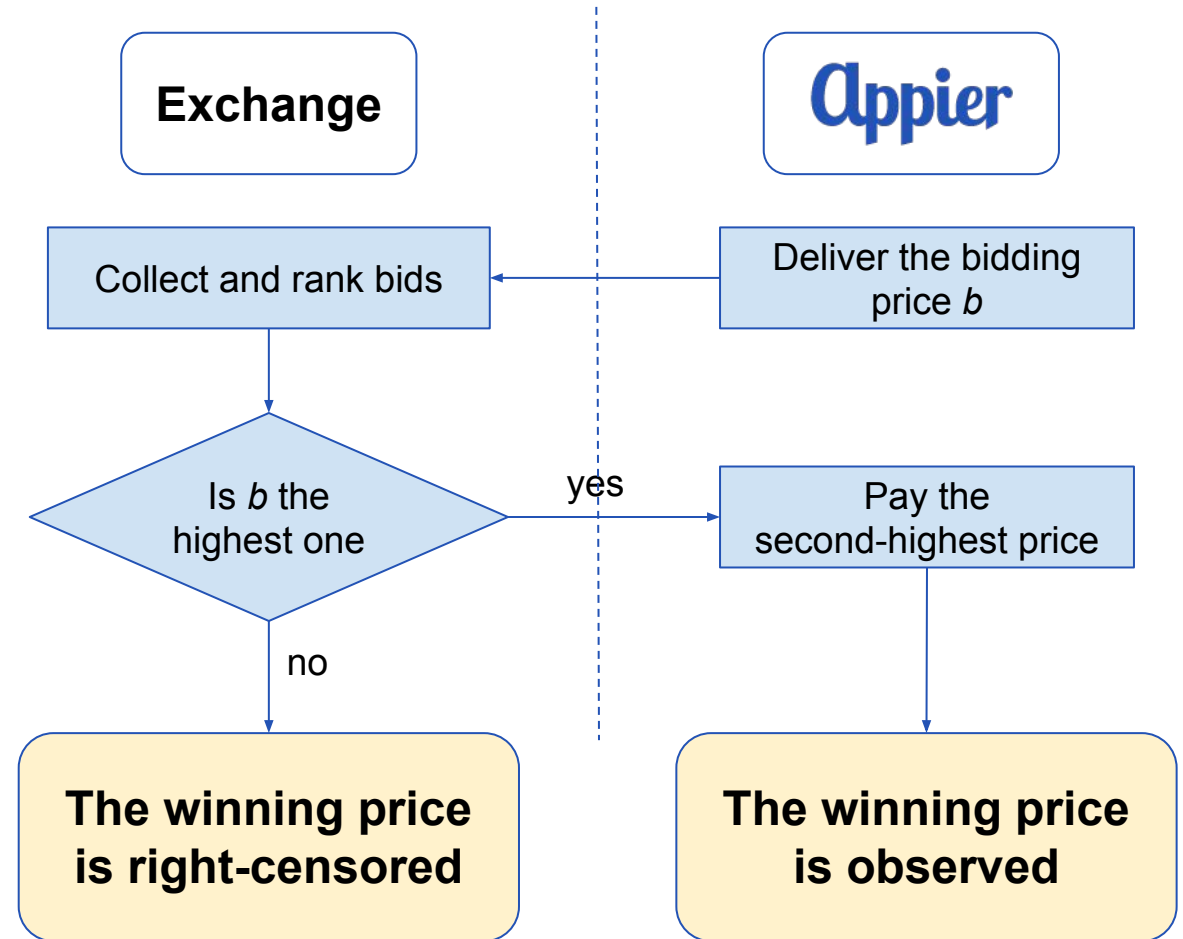 Exchange
Appier
Collect and rank bids
Deliver the bidding
price b
Is b the
highest one
yes
Pay the
second-highest price
no
The winning price
is right-censored
The winning price
is observed